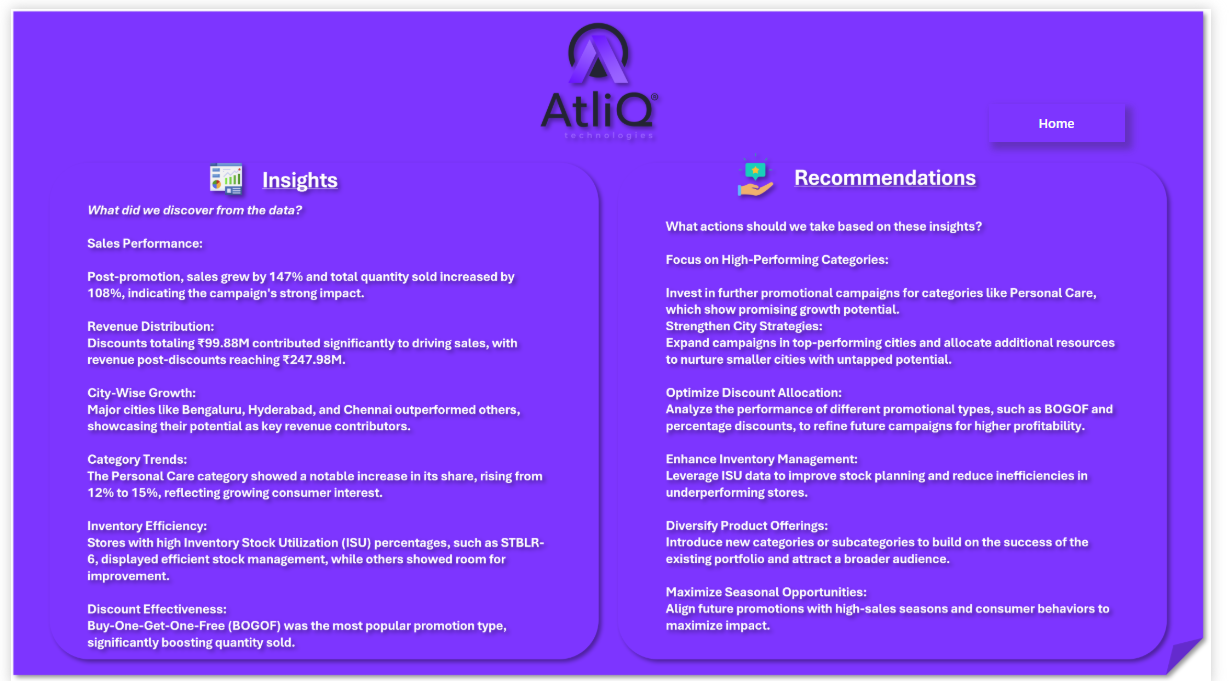 AtliQ®
technologies
Home
Insights
What did we discover from the data?
Sales Performance:
Post-promotion, sales grew by 147% and total quantity sold increased by
108%, indicating the campaign's strong impact.
Revenue Distribution:
Discounts totaling ₹99.88M contributed significantly to driving sales, with
revenue post-discounts reaching ₹247.98M.
City-Wise Growth:
Major cities like Bengaluru, Hyderabad, and Chennai outperformed others,
showcasing their potential as key revenue contributors.
Category Trends:
The Personal Care category showed a notable increase in its share, rising from
12% to 15%, reflecting growing consumer interest.
Inventory Efficiency:
Stores with high Inventory Stock Utilization (ISU) percentages, such as STBLR-
6, displayed efficient stock management, while others showed room for
improvement.
Discount Effectiveness:
Buy-One-Get-One-Free (BOGOF) was the most popular promotion type,
significantly boosting quantity sold.
Recommendations
What actions should we take based on these insights?
Focus on High-Performing Categories:
Invest in further promotional campaigns for categories like Personal Care,
which show promising growth potential.
Strengthen City Strategies:
Expand campaigns in top-performing cities and allocate additional resources
to nurture smaller cities with untapped potential.
Optimize Discount Allocation:
Analyze the performance of different promotional types, such as BOGOF and
percentage discounts, to refine future campaigns for higher profitability.
Enhance Inventory Management:
Leverage ISU data to improve stock planning and reduce inefficiencies in
underperforming stores.
Diversify Product Offerings:
Introduce new categories or subcategories to build on the success of the
existing portfolio and attract a broader audience.
Maximize Seasonal Opportunities:
Align future promotions with high-sales seasons and consumer behaviors to
maximize impact.